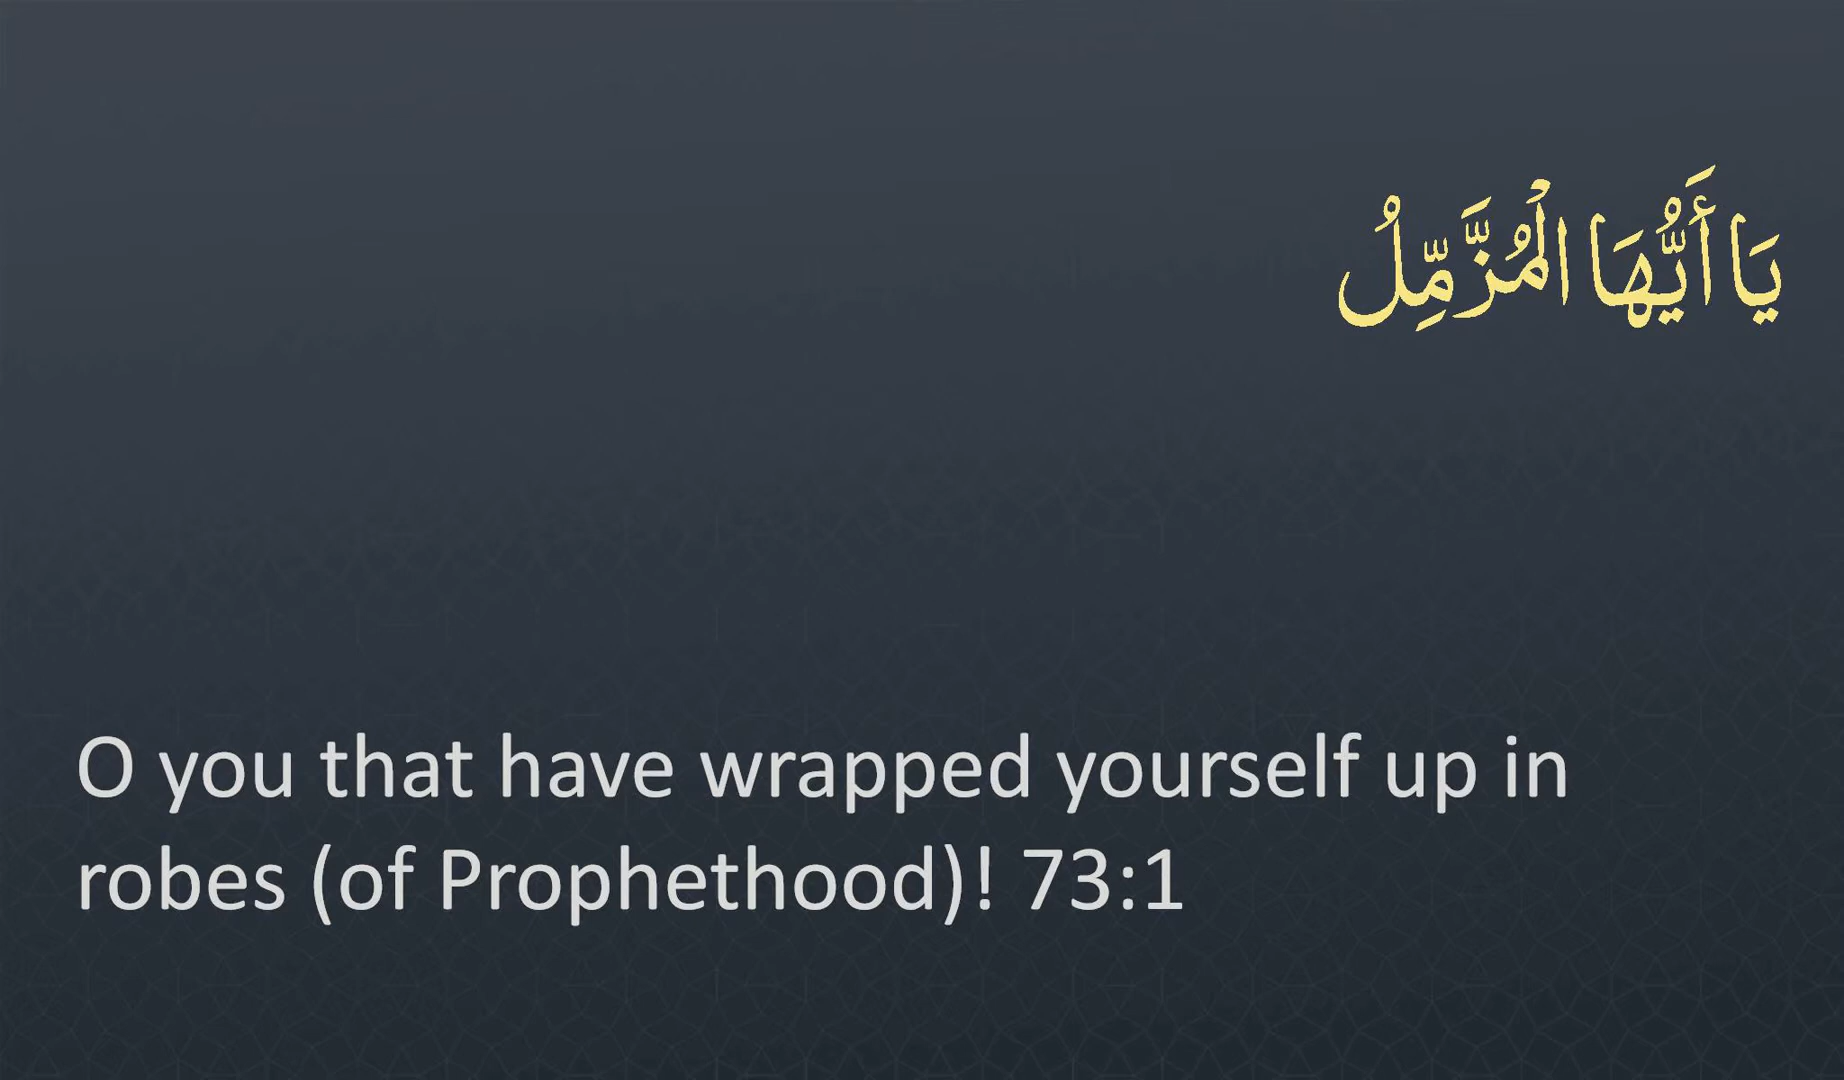 يَا أَيُّهَا الْمُزَّمِّلُ
O you that have wrapped yourself up in
robes (of Prophethood)! 73:1